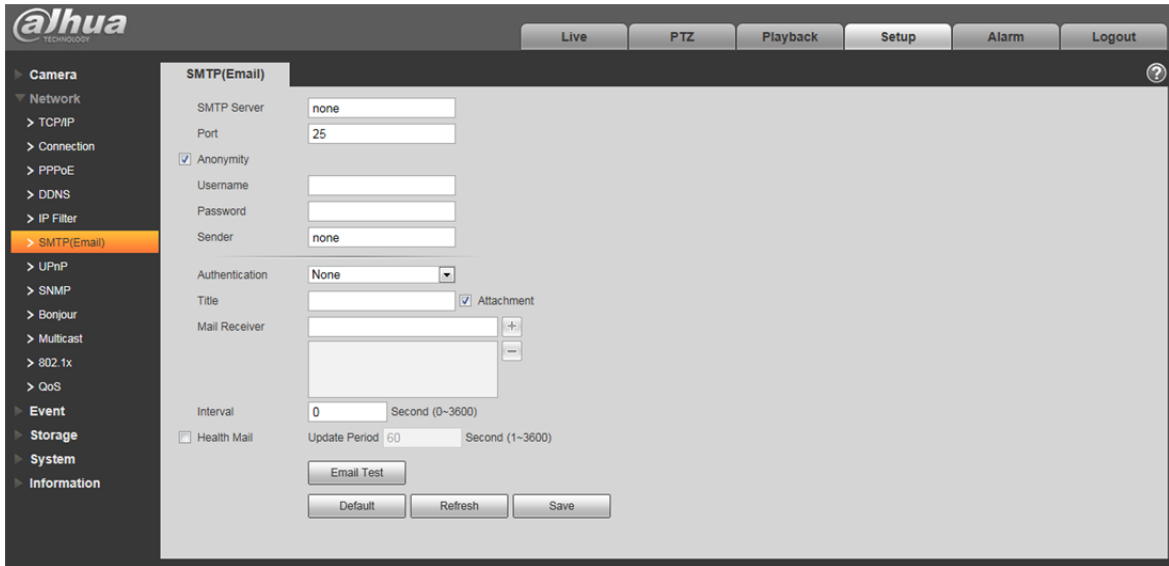 alhua
TECHNOLOGY
Live PTZ Playback Setup Alarm Logout
Camera
Network
> TCP/IP
> Connection
> PPPoE
> DDNS
> IP Filter
> SMTP(Email)
> UPnP
> SNMP
> Bonjour
> Multicast
> 802.1x
> QoS
Event
Storage
System
Information
SMTP(Email)
?
SMTP Server none
Port 25
Anonymity
Username
Password
Sender none
Authentication None
Title Attachment
Mail Receiver +
−
Interval 0 Second (0~3600)
Health Mail Update Period 60 Second (1~3600)
Email Test
Default Refresh Save